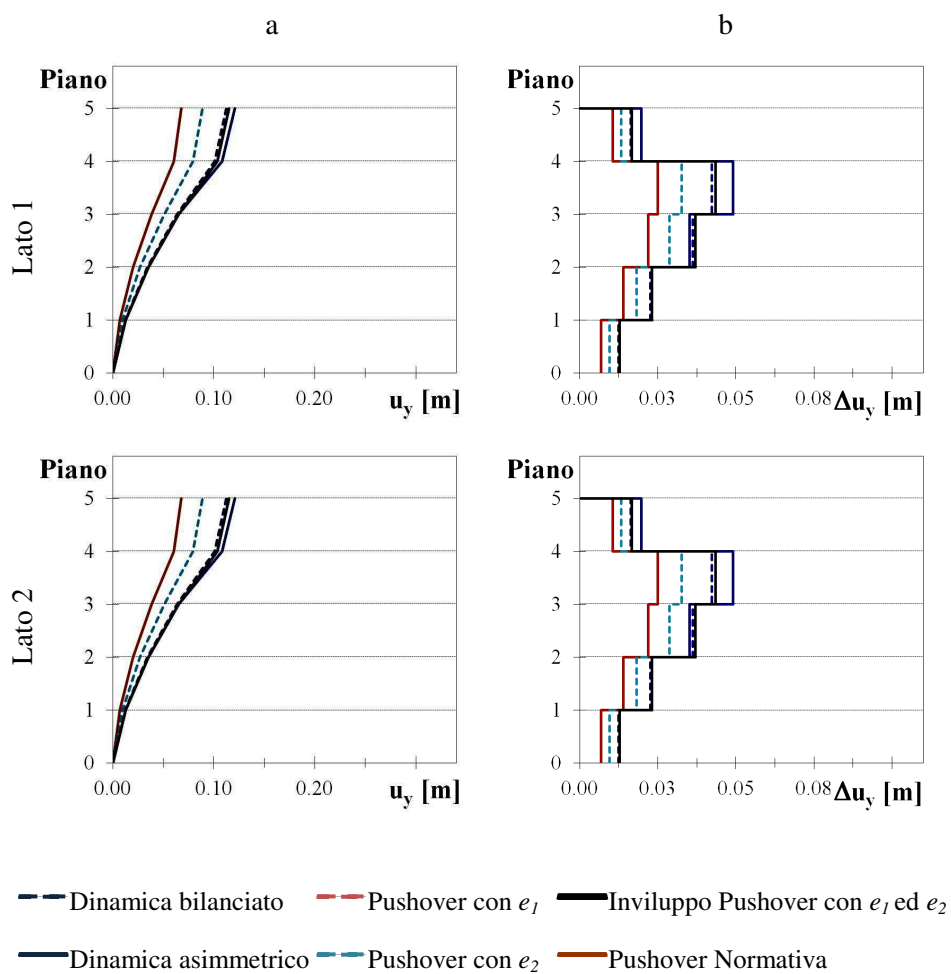 a
b
Piano
Piano
Lato 1
5
4
3
2
1
0
0.00
0.10
0.20
u_y [m]
5
4
3
2
1
0
0.00
0.03
0.05
0.08
Δu_y [m]
Piano
Piano
Lato 2
5
4
3
2
1
0
0.00
0.10
0.20
u_y [m]
5
4
3
2
1
0
0.00
0.03
0.05
0.08
Δu_y [m]
Dinamica bilanciato
Pushover con e_1
Inviluppo Pushover con e_1 ed e_2
Dinamica asimmetrico
Pushover con e_2
Pushover Normativa